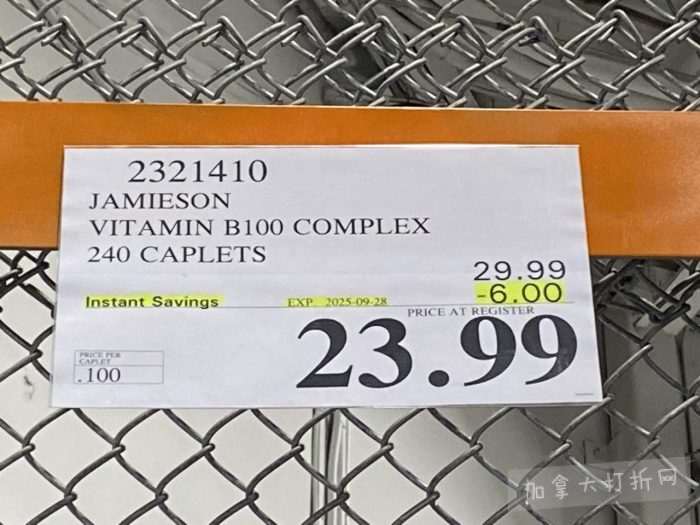 2321410
JAMIESON
VITAMIN B100 COMPLEX
240 CAPLETS
29.99
Instant Savings EXP. 2025-09-28 -6.00
PRICE AT REGISTER
23.99
PRICE PER
CAPLET
.100
加拿大打折网